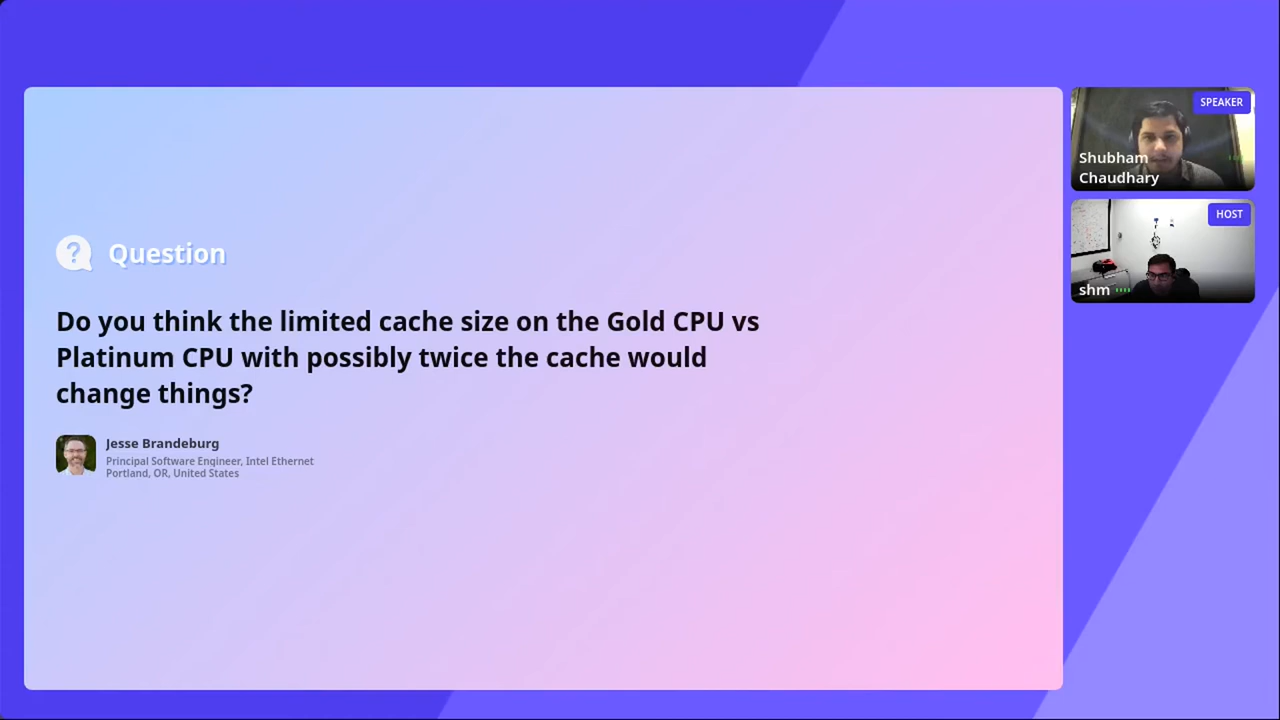 Question
Do you think the limited cache size on the Gold CPU vs
Platinum CPU with possibly twice the cache would
change things?
Jesse Brandeburg
Principal Software Engineer, Intel Ethernet
Portland, OR, United States
SPEAKER
Shubham
Chaudhary
HOST
shm